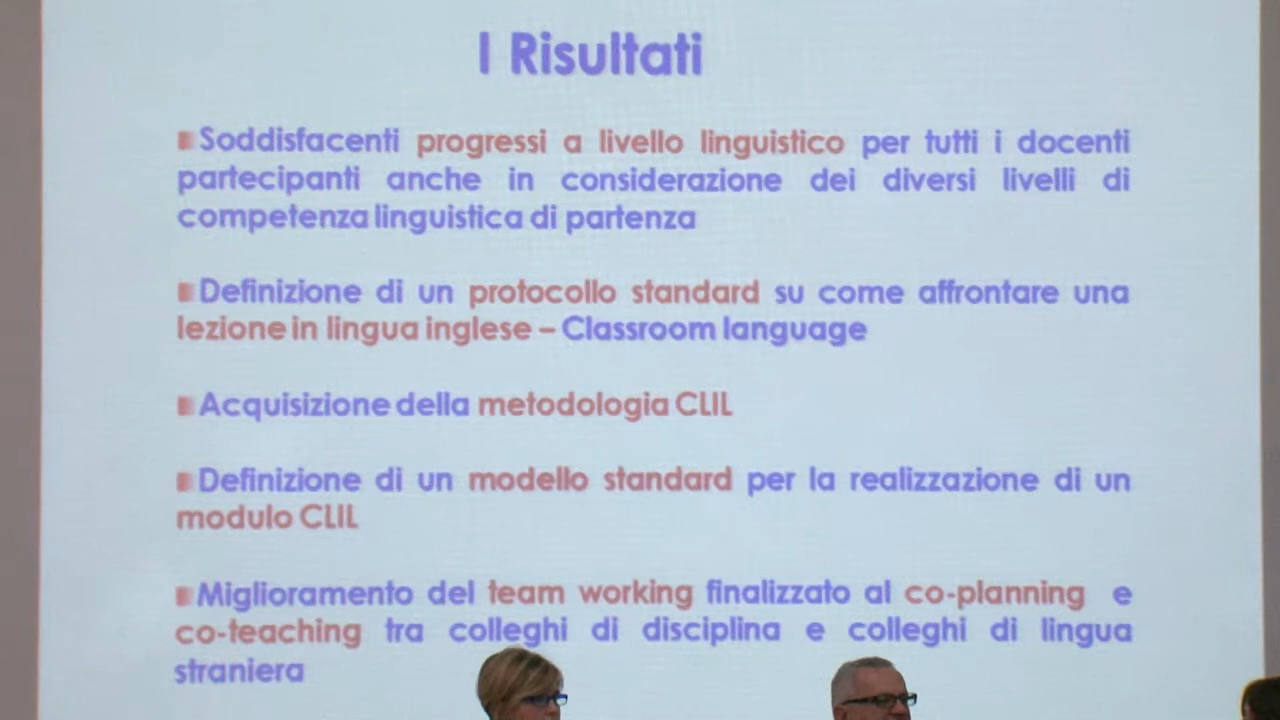 I Risultati
Soddisfacenti progressi a livello linguistico per tutti i docenti
partecipanti anche in considerazione dei diversi livelli di
competenza linguistica di partenza
Definizione di un protocollo standard su come affrontare una
lezione in lingua inglese – Classroom language
Acquisizione della metodologia CLIL
Definizione di un modello standard per la realizzazione di un
modulo CLIL
Miglioramento del team working finalizzato al co-planning e
co-teaching tra colleghi di disciplina e colleghi di lingua
straniera